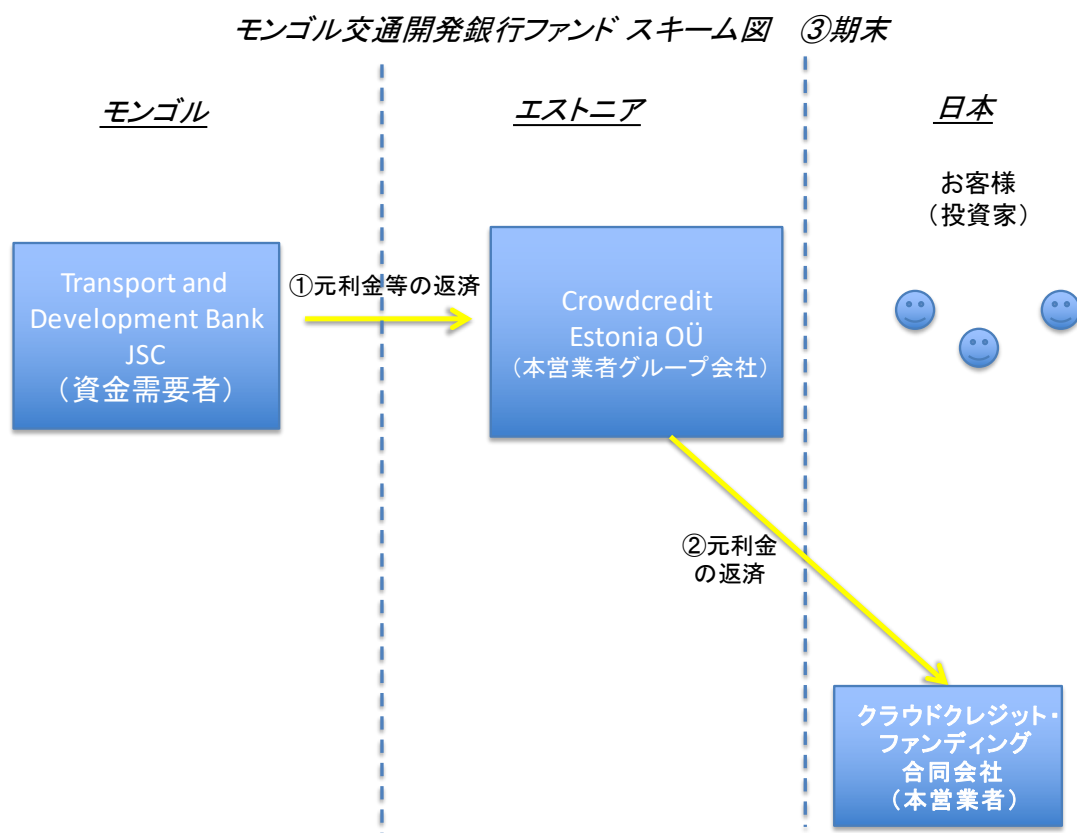 モンゴル交通開発銀行ファンド スキーム図　③期末
モンゴル
エストニア
日本
お客様
（投資家）
Transport and
Development Bank
JSC
（資金需要者）
①元利金等の返済
Crowdcredit
Estonia OÜ
（本営業者グループ会社）
②元利金
の返済
クラウドクレジット・
ファンディング
合同会社
（本営業者）